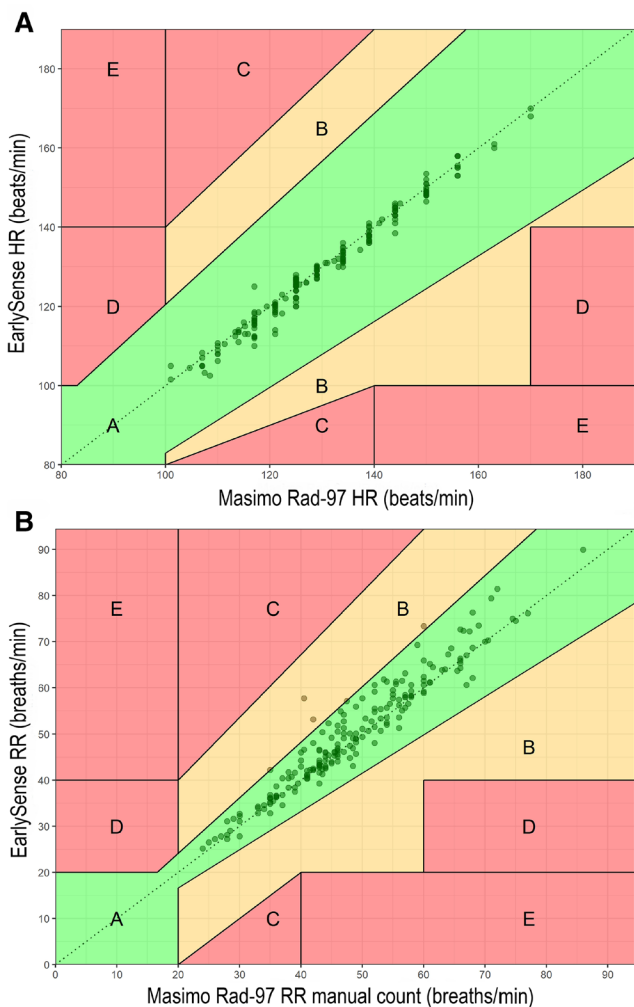 A
EarlySense HR (beats/min)
180
160
140
120
100
80
E
C
B
D
D
B
A
C
E
80
100
120
140
160
180
Masimo Rad-97 HR (beats/min)
B
EarlySense RR (breaths/min)
90
80
70
60
50
40
30
20
10
0
E
C
B
B
D
D
A
C
E
0
10
20
30
40
50
60
70
80
90
Masimo Rad-97 RR manual count (breaths/min)